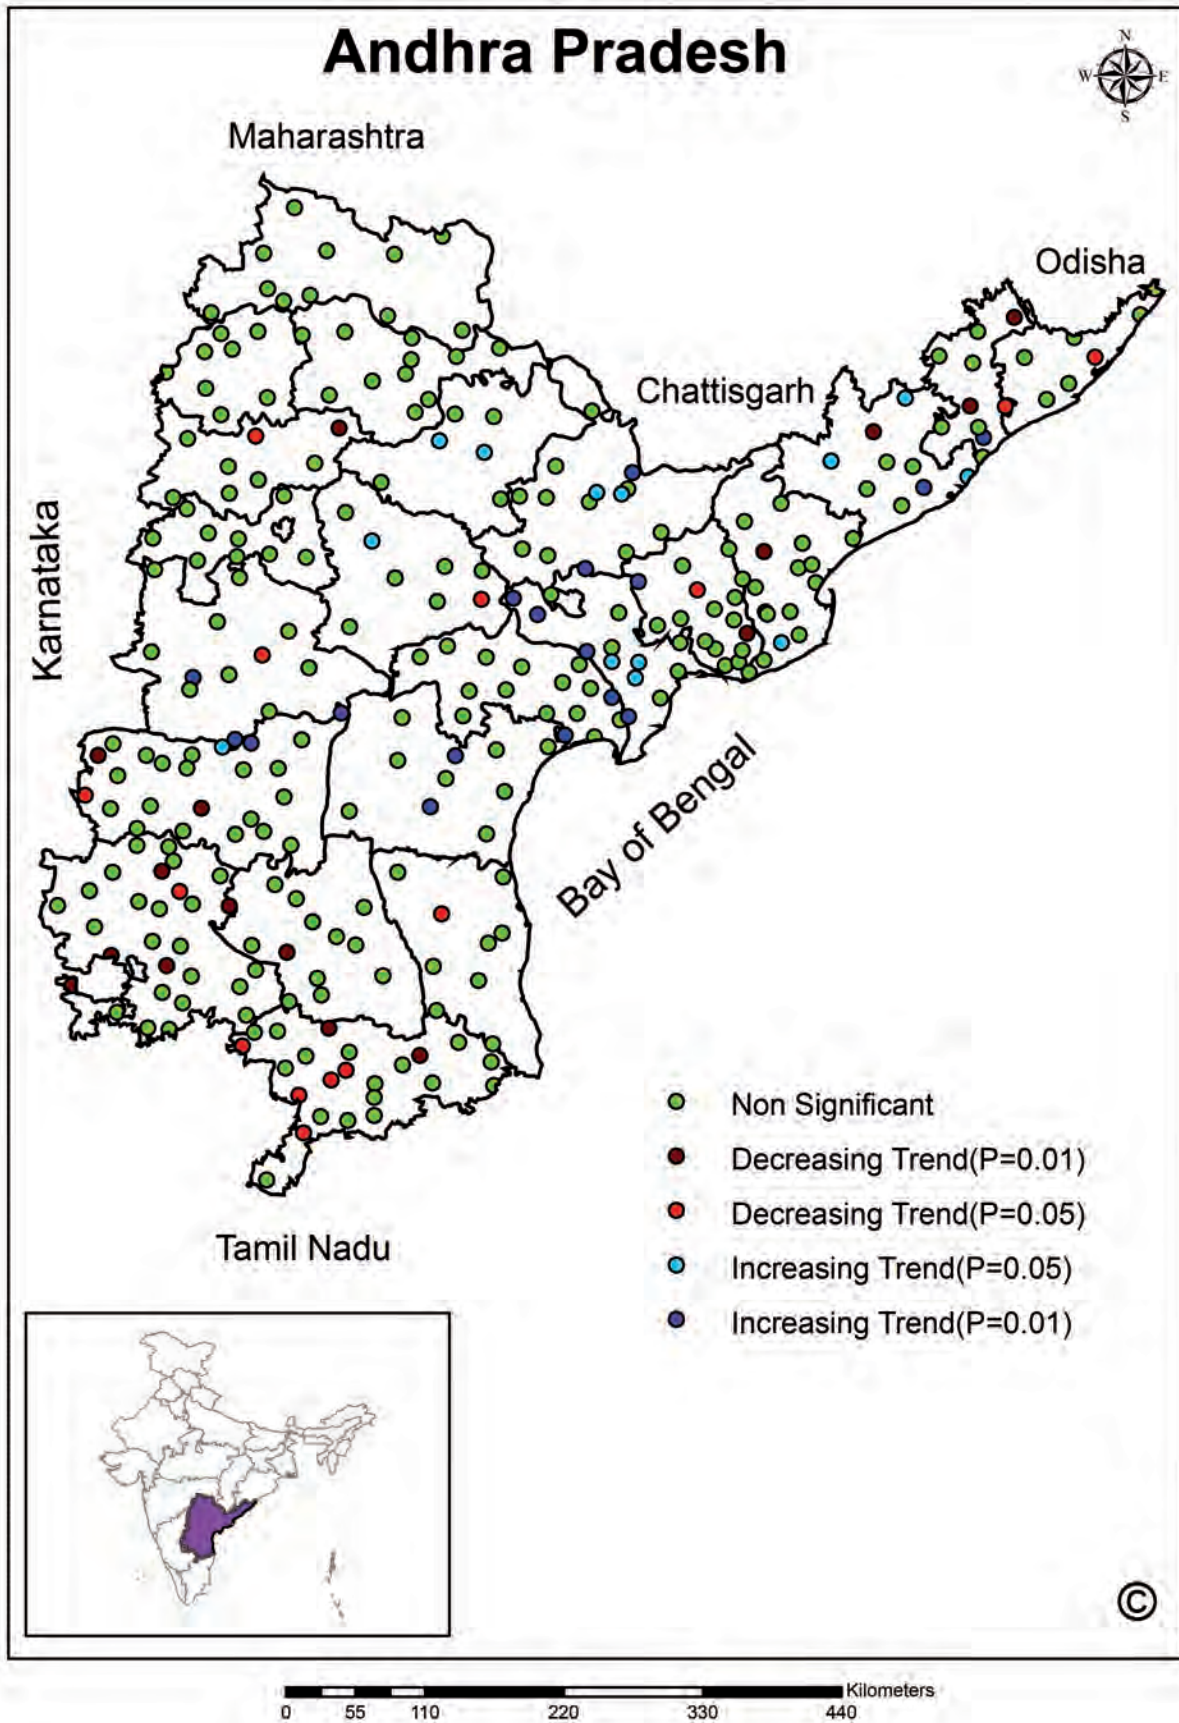 Andhra Pradesh
N
W E
S
Maharashtra
Odisha
Chattisgarh
Karnataka
Bay of Bengal
Non Significant
Decreasing Trend(P=0.01)
Decreasing Trend(P=0.05)
Increasing Trend(P=0.05)
Increasing Trend(P=0.01)
Tamil Nadu
©
Kilometers
0 55 110 220 330 440